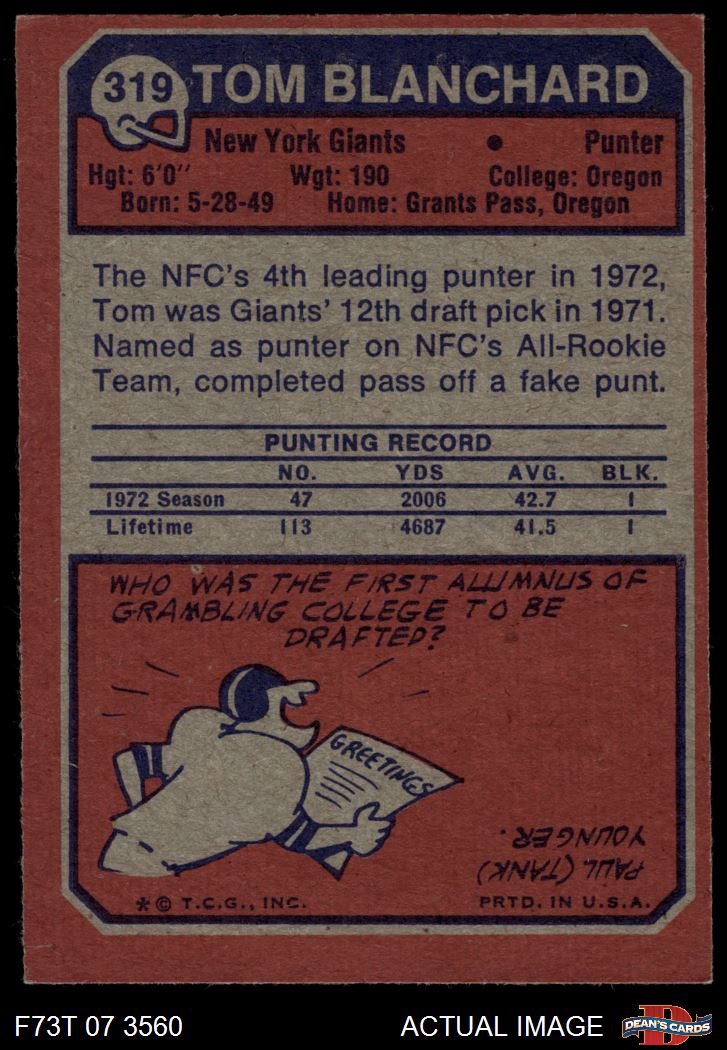 319 TOM BLANCHARD
New York Giants • Punter
Hgt: 6'0'' Wgt: 190 College: Oregon
Born: 5-28-49 Home: Grants Pass, Oregon
The NFC's 4th leading punter in 1972,
Tom was Giants' 12th draft pick in 1971.
Named as punter on NFC's All-Rookie
Team, completed pass off a fake punt.
PUNTING RECORD
NO. YDS AVG. BLK.
1972 Season 47 2006 42.7 1
Lifetime 113 4687 41.5 1
WHO WAS THE FIRST ALUMNUS OF
GRAMBLING COLLEGE TO BE
DRAFTED?
GREETINGS
PAUL (TANK)
YOUNGER.
* © T.C.G., INC. PRTD. IN U.S.A.
F73T 07 3560 ACTUAL IMAGE D DEAN'S CARDS